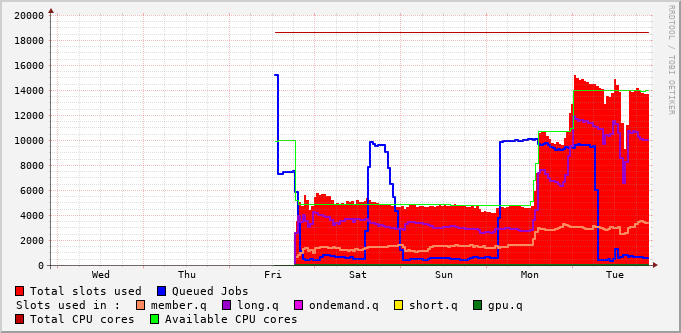 20000
18000
16000
14000
12000
10000
8000
6000
4000
2000
0
Wed Thu Fri Sat Sun Mon Tue
RRDTOOL / TOBI OETIKER
Total slots used Queued Jobs
Slots used in : member.q long.q ondemand.q short.q gpu.q
Total CPU cores Available CPU cores